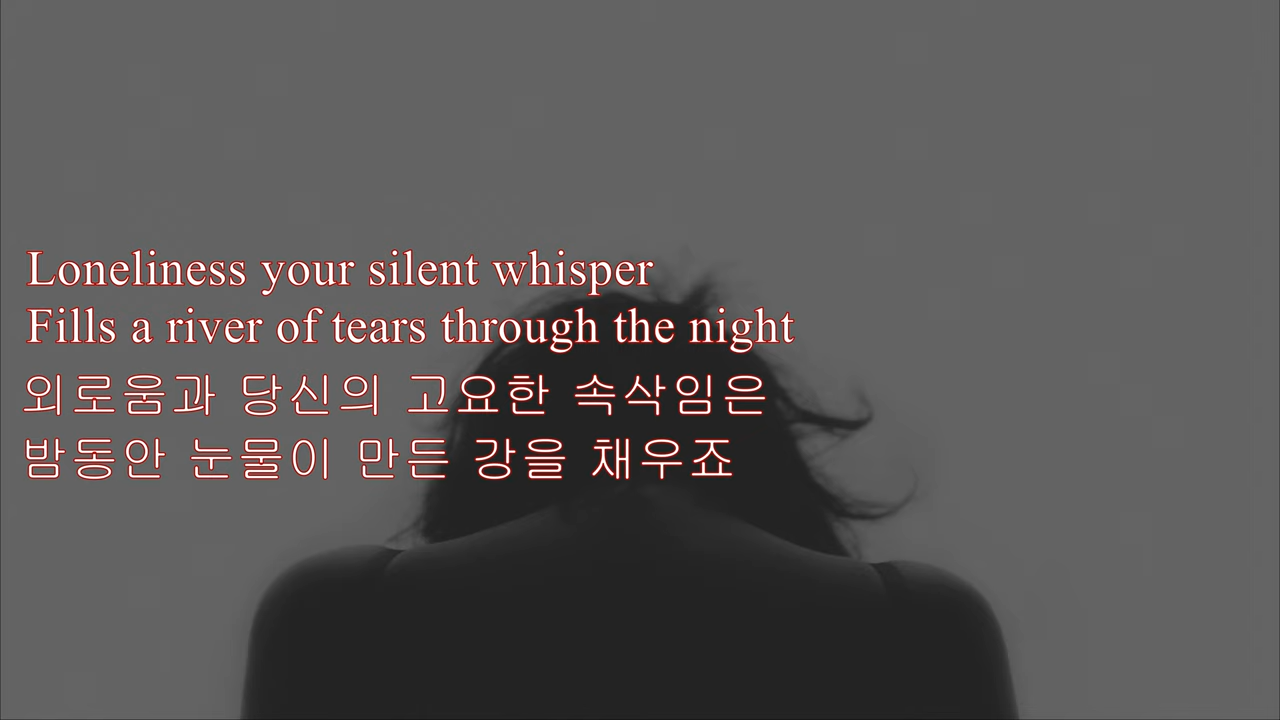 Loneliness your silent whisper
Fills a river of tears through the night
외로움과 당신의 고요한 속삭임은
밤동안 눈물이 만든 강을 채우죠